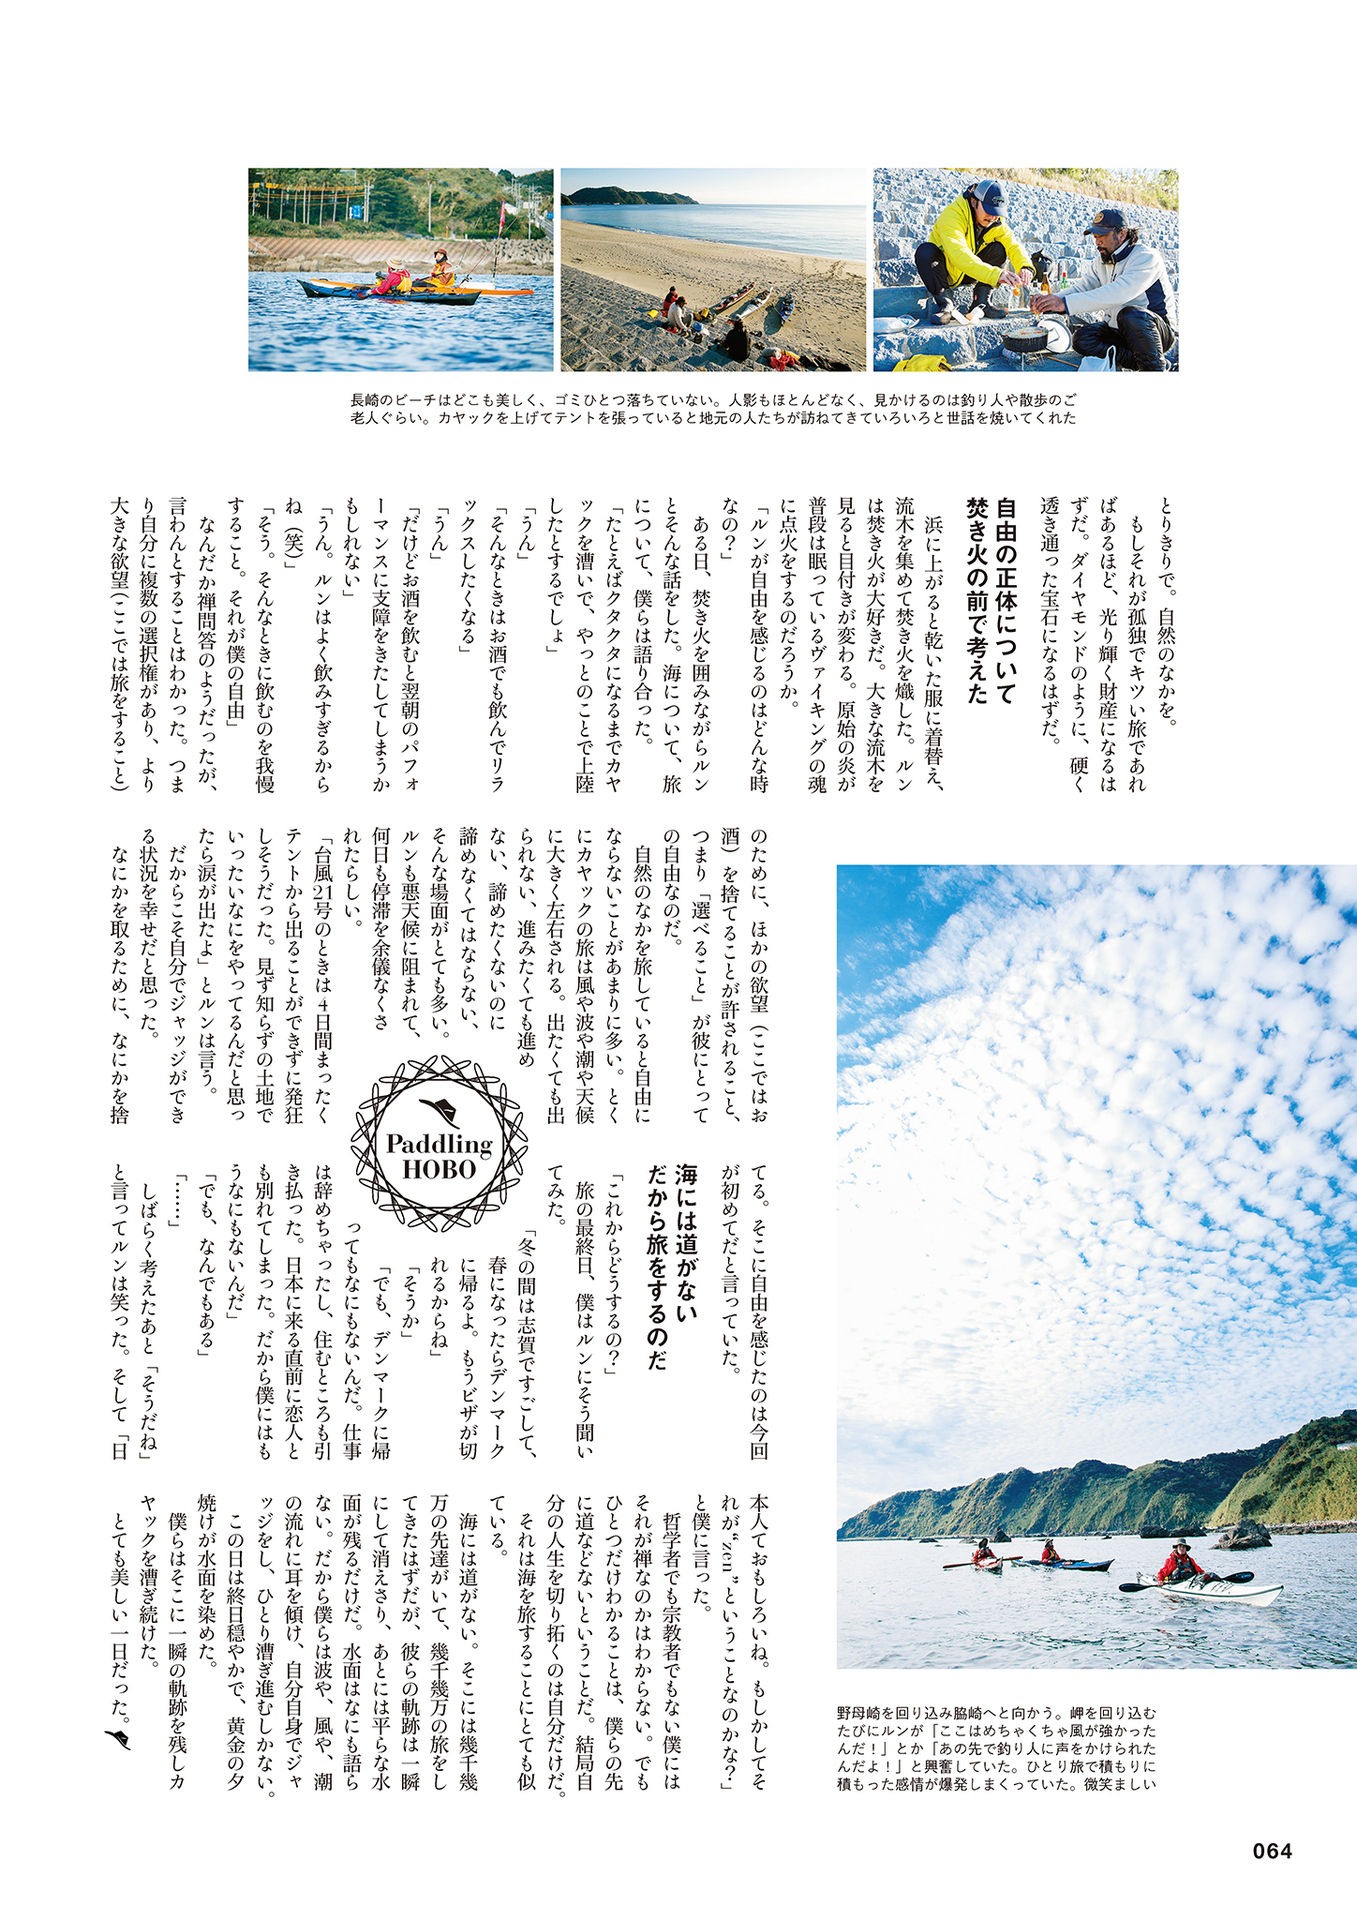 長崎のビーチはどこも美しく、ゴミひとつ落ちていない。人影もほとんどなく、見かけるのは釣り人や散歩のご
老人ぐらい。カヤックを上げてテントを張っていると地元の人たちが訪ねてきていろいろと世話を焼いてくれた
とりきりで。自然のなかを。
もしそれが孤独でキツい旅であれ
ばあるほど、光り輝く財産になるは
ずだ。ダイヤモンドのように、硬く
透き通った宝石になるはずだ。
自由の正体について
焚き火の前で考えた
浜に上がると乾いた服に着替え、
流木を集めて焚き火を熾した。ルン
は焚き火が大好きだ。大きな流木を
見ると目付きが変わる。原始の炎が
普段は眠っているヴァイキングの魂
に点火をするのだろうか。
「ルンが自由を感じるのはどんな時
なの？」
ある日、焚き火を囲みながらルン
とそんな話をした。海について、旅
について、僕らは語り合った。
「たとえばクタクタになるまでカヤ
ックを漕いで、やっとのことで上陸
したとするでしょ」
「うん」
「そんなときはお酒でも飲んでリラ
ックスしたくなる」
「うん」
「だけどお酒を飲むと翌朝のパフォ
ーマンスに支障をきたしてしまうか
もしれない」
「うん。ルンはよく飲みすぎるから
ね（笑）」
「そう。そんなときに飲むのを我慢
すること。それが僕の自由」
なんだか禅問答のようだったが、
言わんとすることはわかった。つま
り自分に複数の選択権があり、より
大きな欲望（ここでは旅をすること）
のために、ほかの欲望（ここではお
酒）を捨てることが許されること、
つまり「選べること」が彼にとって
の自由なのだ。
自然のなかを旅していると自由に
ならないことがあまりに多い。とく
にカヤックの旅は風や波や潮や天候
に大きく左右される。出たくても出
られない、進みたくても進め
ない、諦めたくないのに
諦めなくてはならない、
そんな場面がとても多い。
ルンも悪天候に阻まれて、
何日も停滞を余儀なくさ
れたらしい。
「台風21号のときは4日間まったく
テントから出ることができずに発狂
しそうだった。見ず知らずの土地で
いったいなにをやってるんだと思っ
たら涙が出たよ」とルンは言う。
だからこそ自分でジャッジができ
る状況を幸せだと思った。
なにかを取るために、なにかを捨
Paddling
HOBO
てる。そこに自由を感じたのは今回
が初めてだと言っていた。
海には道がない
だから旅をするのだ
「これからどうするの？」
旅の最終日、僕はルンにそう聞い
てみた。
「冬の間は志賀ですごして、
春になったらデンマーク
に帰るよ。もうビザが切
れるからね」
「そうか」
「でも、デンマークに帰
ってもなにもないんだ。仕事
は辞めちゃったし、住むところも引
き払った。日本に来る直前に恋人と
も別れてしまった。だから僕にはも
うなにもないんだ」
「でも、なんでもある」
「……」
しばらく考えたあと「そうだね」
と言ってルンは笑った。そして「日
本人ておもしろいね。もしかしてそ
れが“zen”ということなのかな？」
と僕に言った。
哲学者でも宗教者でもない僕には
それが禅なのかはわからない。でも
ひとつだけわかることは、僕らの先
に道などないということだ。結局自
分の人生を切り拓くのは自分だけだ。
それは海を旅することにとても似
ている。
海には道がない。そこには幾千幾
万の先達がいて、幾千幾万の旅をし
てきたはずだが、彼らの軌跡は一瞬
にして消えさり、あとには平らな水
面が残るだけだ。水面はなにも語ら
ない。だから僕らは波や、風や、潮
の流れに耳を傾け、自分自身でジャ
ッジをし、ひとり漕ぎ進むしかない。
この日は終日穏やかで、黄金の夕
焼けが水面を染めた。
僕らはそこに一瞬の軌跡を残しカ
ヤックを漕ぎ続けた。
とても美しい一日だった。
野母崎を回り込み脇崎へと向かう。岬を回り込む
たびにルンが「ここはめちゃくちゃ風が強かった
んだ！」とか「あの先で釣り人に声をかけられた
んだよ！」と興奮していた。ひとり旅で積もりに
積もった感情が爆発しまくっていた。微笑ましい
064